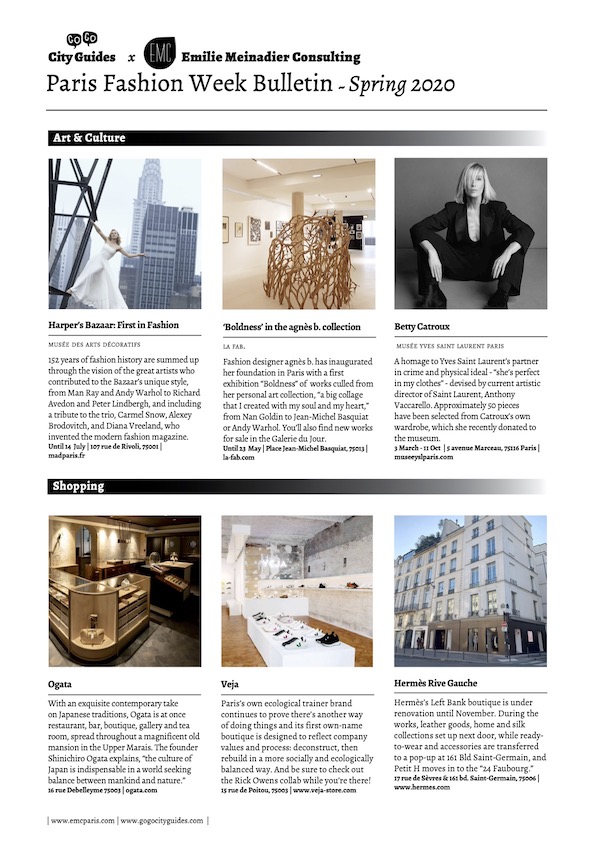 GO GO
City Guides x EMC Emilie Meinadier Consulting
Paris Fashion Week Bulletin - Spring 2020
Art & Culture
Harper's Bazaar: First in Fashion
MUSÉE DES ARTS DÉCORATIFS
152 years of fashion history are summed up
through the vision of the great artists who
contributed to the Bazaar's unique style,
from Man Ray and Andy Warhol to Richard
Avedon and Peter Lindbergh, and including
a tribute to the trio, Carmel Snow, Alexey
Brodovitch, and Diana Vreeland, who
invented the modern fashion magazine.
Until 14 July | 107 rue de Rivoli, 75001 |
madparis.fr
'Boldness' in the agnès b. collection
LA FAB.
Fashion designer agnès b. has inaugurated
her foundation in Paris with a first
exhibition "Boldness" of works culled from
her personal art collection, "a big collage
that I created with my soul and my heart,"
from Nan Goldin to Jean-Michel Basquiat
or Andy Warhol. You'll also find new works
for sale in the Galerie du Jour.
Until 23 May | Place Jean-Michel Basquiat, 75013 |
la-fab.com
Betty Catroux
MUSÉE YVES SAINT LAURENT PARIS
A homage to Yves Saint Laurent's partner
in crime and physical ideal - "she's perfect
in my clothes" - devised by current artistic
director of Saint Laurent, Anthony
Vaccarello. Approximately 50 pieces
have been selected from Catroux's own
wardrobe, which she recently donated to
the museum.
3 March - 11 Oct | 5 avenue Marceau, 75116 Paris |
museeyslparis.com
Shopping
Ogata
With an exquisite contemporary take
on Japanese traditions, Ogata is at once
restaurant, bar, boutique, gallery and tea
room, spread throughout a magnificent old
mansion in the Upper Marais. The founder
Shinichiro Ogata explains, "the culture of
Japan is indispensable in a world seeking
balance between mankind and nature."
16 rue Debelleyme 75003 | ogata.com
Veja
Paris's own ecological trainer brand
continues to prove there's another way
of doing things and its first own-name
boutique is designed to reflect company
values and process: deconstruct, then
rebuild in a more socially and ecologically
balanced way. And be sure to check out
the Rick Owens collab while you're there!
15 rue de Poitou, 75003 | www.veja-store.com
Hermès Rive Gauche
Hermès's Left Bank boutique is under
renovation until November. During the
works, leather goods, home and silk
collections set up next door, while ready-
to-wear and accessories are transferred
to a pop-up at 161 Bld Saint-Germain, and
Petit H moves in to the "24 Faubourg."
17 rue de Sèvres & 161 bd. Saint-Germain, 75006 |
www.hermes.com
| www.emcparis.com | www.gogocityguides.com |